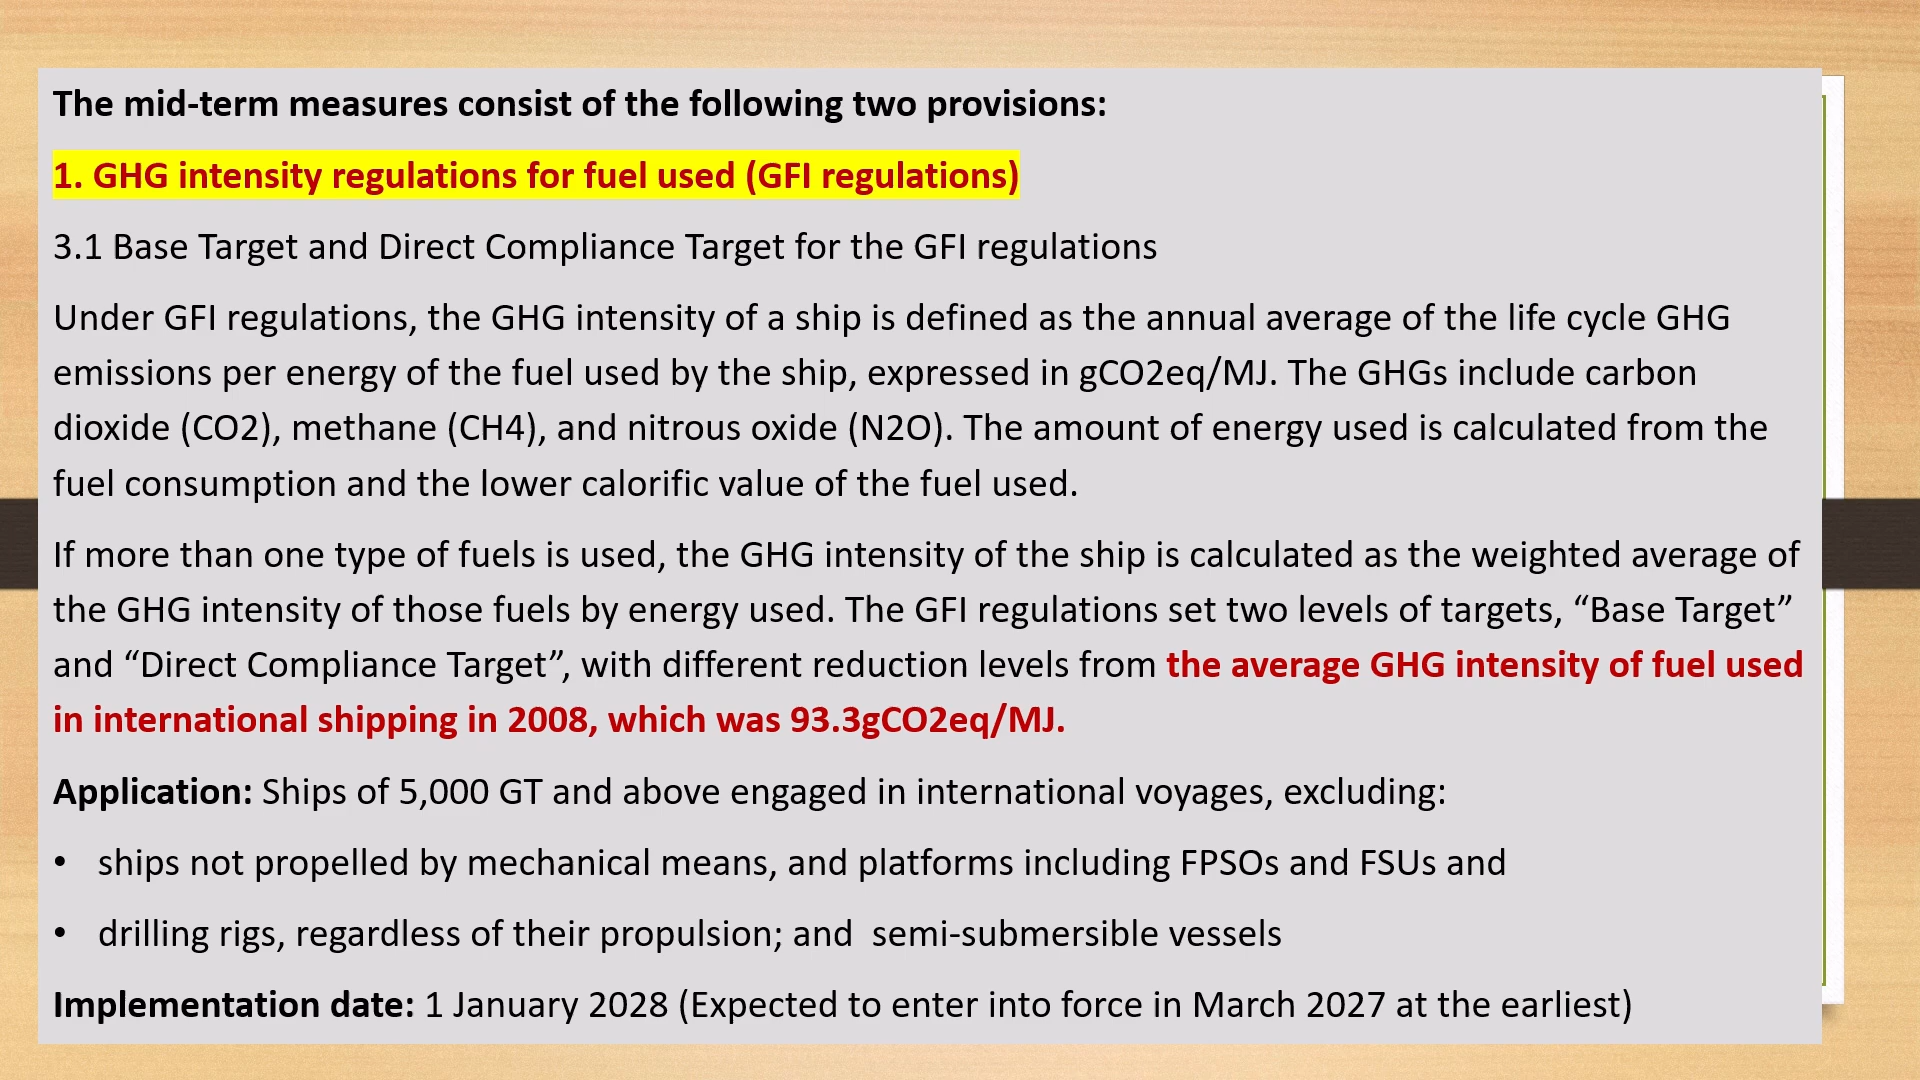 The mid-term measures consist of the following two provisions:
1. GHG intensity regulations for fuel used (GFI regulations)
3.1 Base Target and Direct Compliance Target for the GFI regulations
Under GFI regulations, the GHG intensity of a ship is defined as the annual average of the life cycle GHG
emissions per energy of the fuel used by the ship, expressed in gCO2eq/MJ. The GHGs include carbon
dioxide (CO2), methane (CH4), and nitrous oxide (N2O). The amount of energy used is calculated from the
fuel consumption and the lower calorific value of the fuel used.
If more than one type of fuels is used, the GHG intensity of the ship is calculated as the weighted average of
the GHG intensity of those fuels by energy used. The GFI regulations set two levels of targets, “Base Target”
and “Direct Compliance Target”, with different reduction levels from the average GHG intensity of fuel used
in international shipping in 2008, which was 93.3gCO2eq/MJ.
Application: Ships of 5,000 GT and above engaged in international voyages, excluding:
• ships not propelled by mechanical means, and platforms including FPSOs and FSUs and
• drilling rigs, regardless of their propulsion; and  semi-submersible vessels
Implementation date: 1 January 2028 (Expected to enter into force in March 2027 at the earliest)